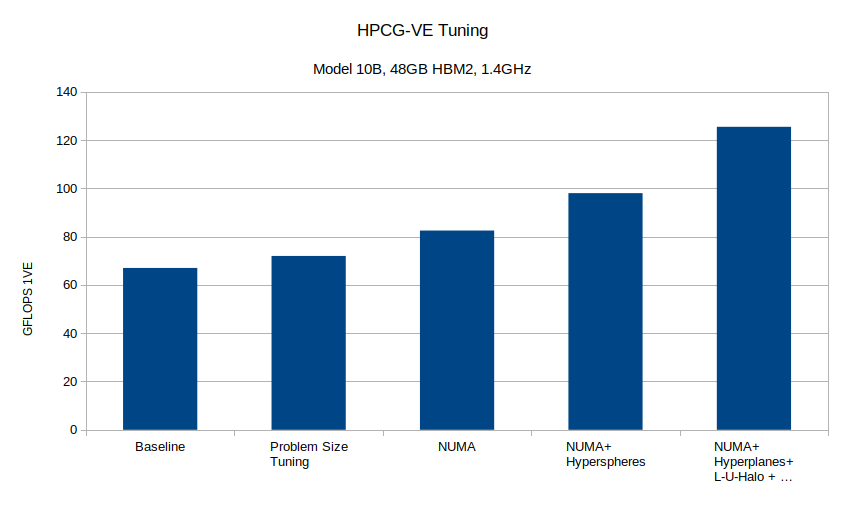 HPCG-VE Tuning
Model 10B, 48GB HBM2, 1.4GHz
GFLOPS 1VE
140
120
100
80
60
40
20
0
Baseline
Problem Size
Tuning
NUMA
NUMA+
Hyperspheres
NUMA+
Hyperplanes+
L-U-Halo + …